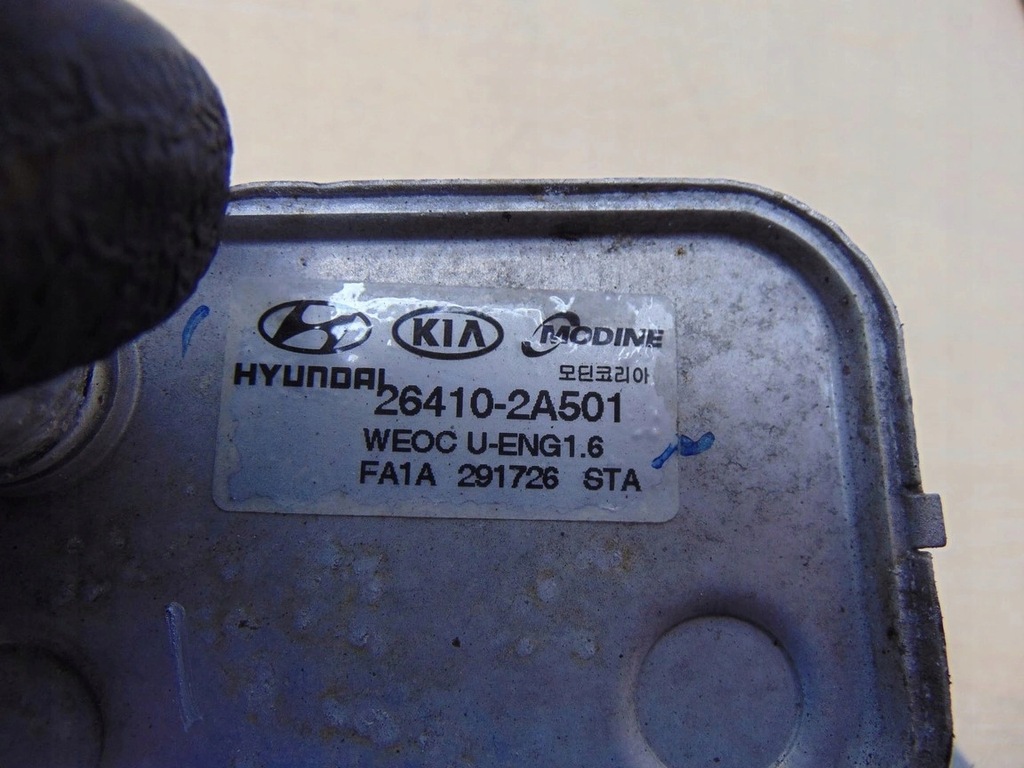 KIA MODINE
HYUNDAI 모딘코리아
26410-2A501
WEOC U-ENG1.6
FA1A 291726 STA